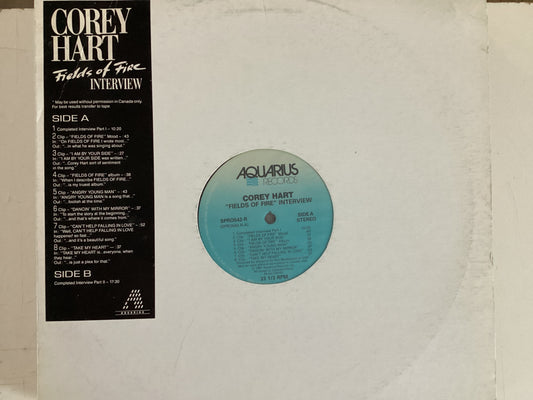 COREY
HART
Fields of Fire
INTERVIEW
* May be used without permission in Canada only.
For best results transfer to tape.
SIDE A
1 Completed Interview Part I – 10:20
2 Clip – "FIELDS OF FIRE" Mood – :43
In: "On FIELDS OF FIRE I wrote most..."
Out: "...in what he was singing about."
3 Clip – "I AM BY YOUR SIDE" – :27
In: "I AM BY YOUR SIDE was written..."
Out: "...Corey Hart sort of sentiment
in the song."
4 Clip – "FIELDS OF FIRE" album – :38
In: "When I describe FIELDS OF FIRE..."
Out: "...is my truest album."
5 Clip – "ANGRY YOUNG MAN" – :43
In: "ANGRY YOUNG MAN is a song that..."
Out: "...lookin at the time."
6 Clip – "DANCIN' WITH MY MIRROR" – :37
In: "To start the story at the beginning..."
Out: "...and that's where it comes from."
7 Clip – "CAN'T HELP FALLING IN LOVE" – :52
In: "Well, CAN'T HELP FALLING IN LOVE
happened so fast..."
Out: "...and it's a beautiful song."
8 Clip – "TAKE MY HEART" – :37
In: "TAKE MY HEART is...everyone, when
they hear..."
Out: "...is just a plea for that."
SIDE B
Completed Interview Part II – 17:30
AQUARIUS
AQUARIUS
RECORDS
COREY HART
"FIELDS OF FIRE" INTERVIEW
SIDE A
STEREO
33 1/3 RPM